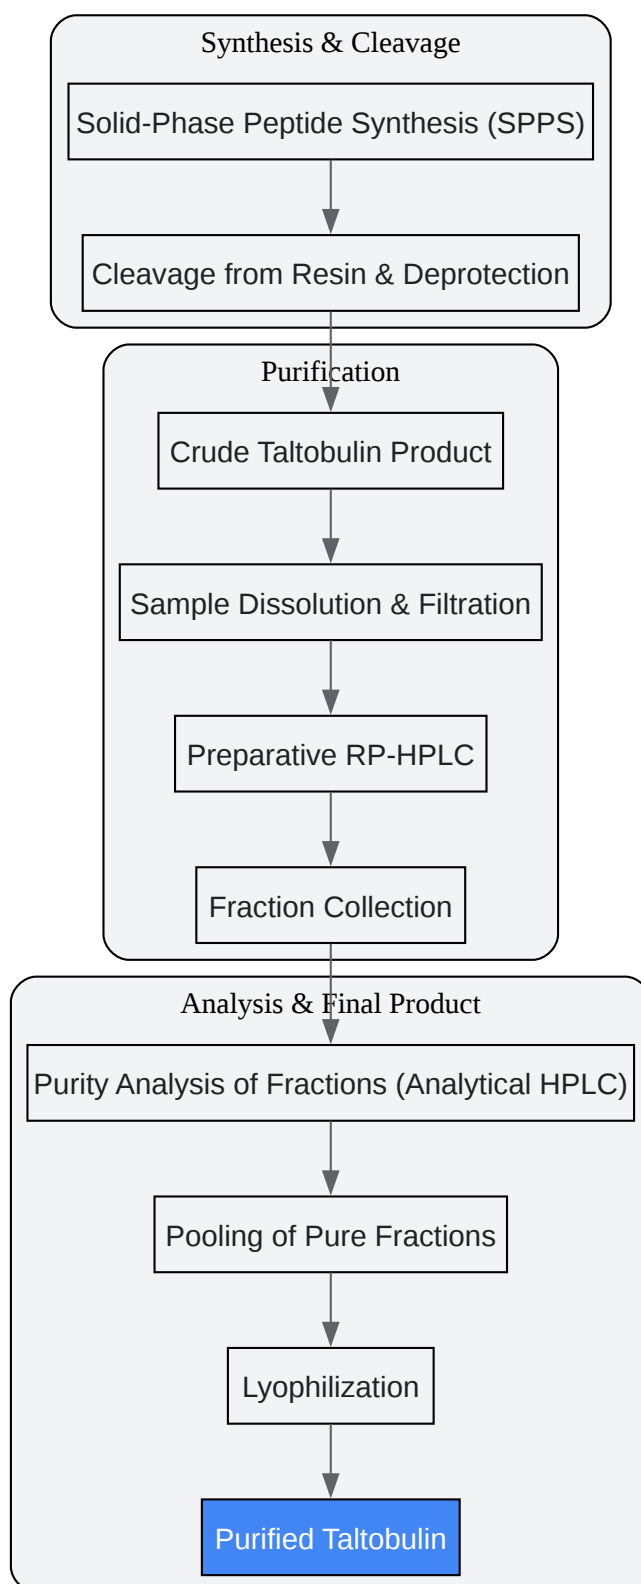 Synthesis & Cleavage
Solid-Phase Peptide Synthesis (SPPS)
Cleavage from Resin & Deprotection
Purification
Crude Taltobulin Product
Sample Dissolution & Filtration
Preparative RP-HPLC
Fraction Collection
Analysis & Final Product
Purity Analysis of Fractions (Analytical HPLC)
Pooling of Pure Fractions
Lyophilization
Purified Taltobulin